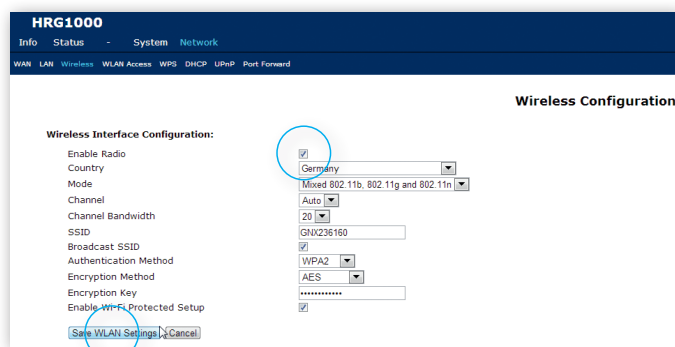 HRG1000
Info Status - System Network
WAN LAN Wireless WLAN Access WPS DHCP UPnP Port Forward
Wireless Configuration
Wireless Interface Configuration:
Enable Radio
Country Germany
Mode Mixed 802.11b, 802.11g and 802.11n
Channel Auto
Channel Bandwidth 20
SSID GNX236160
Broadcast SSID
Authentication Method WPA2
Encryption Method AES
Encryption Key ••••••••••••
Enable Wi-Fi Protected Setup
Save WLAN Settings Cancel